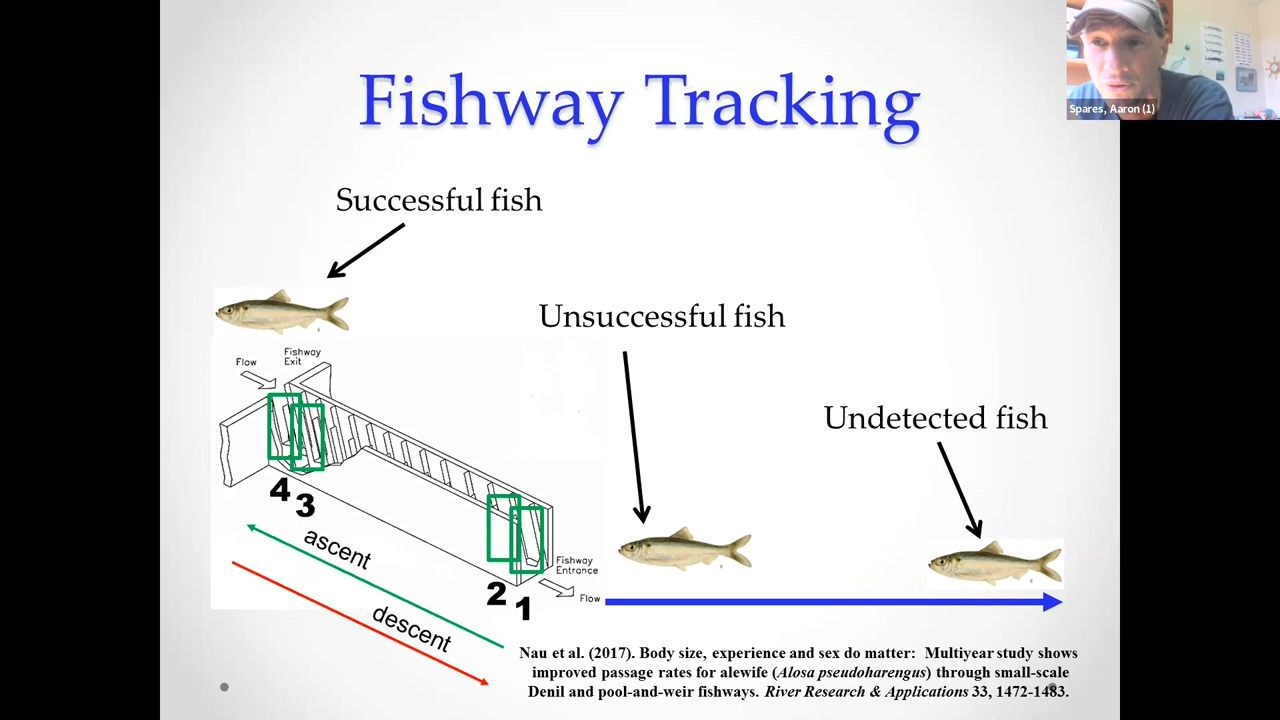 Fishway Tracking
Spares, Aaron (1)
Successful fish
Unsuccessful fish
Undetected fish
Flow
Fishway
Exit
4
3
ascent
descent
2
1
Fishway
Entrance
Flow
Nau et al. (2017). Body size, experience and sex do matter: Multiyear study shows
improved passage rates for alewife (Alosa pseudoharengus) through small-scale
Denil and pool-and-weir fishways. River Research & Applications 33, 1472-1483.